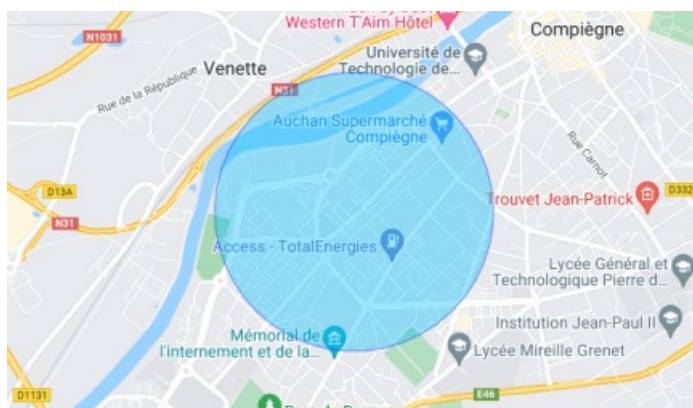 Western T'Aim Hôtel
Compiègne
N1031
Université de
Technologie de...
Venette
N31
Rue de la République
Auchan Supermarché
Compiègne
Rue Carnot
D13A
Trouvet Jean-Patrick
D332
N31
Access - TotalEnergies
Lycée Général et
Technologique Pierre d...
Mémorial de
l'internement et de la...
Institution Jean-Paul II
Lycée Mireille Grenet
D1131
E46